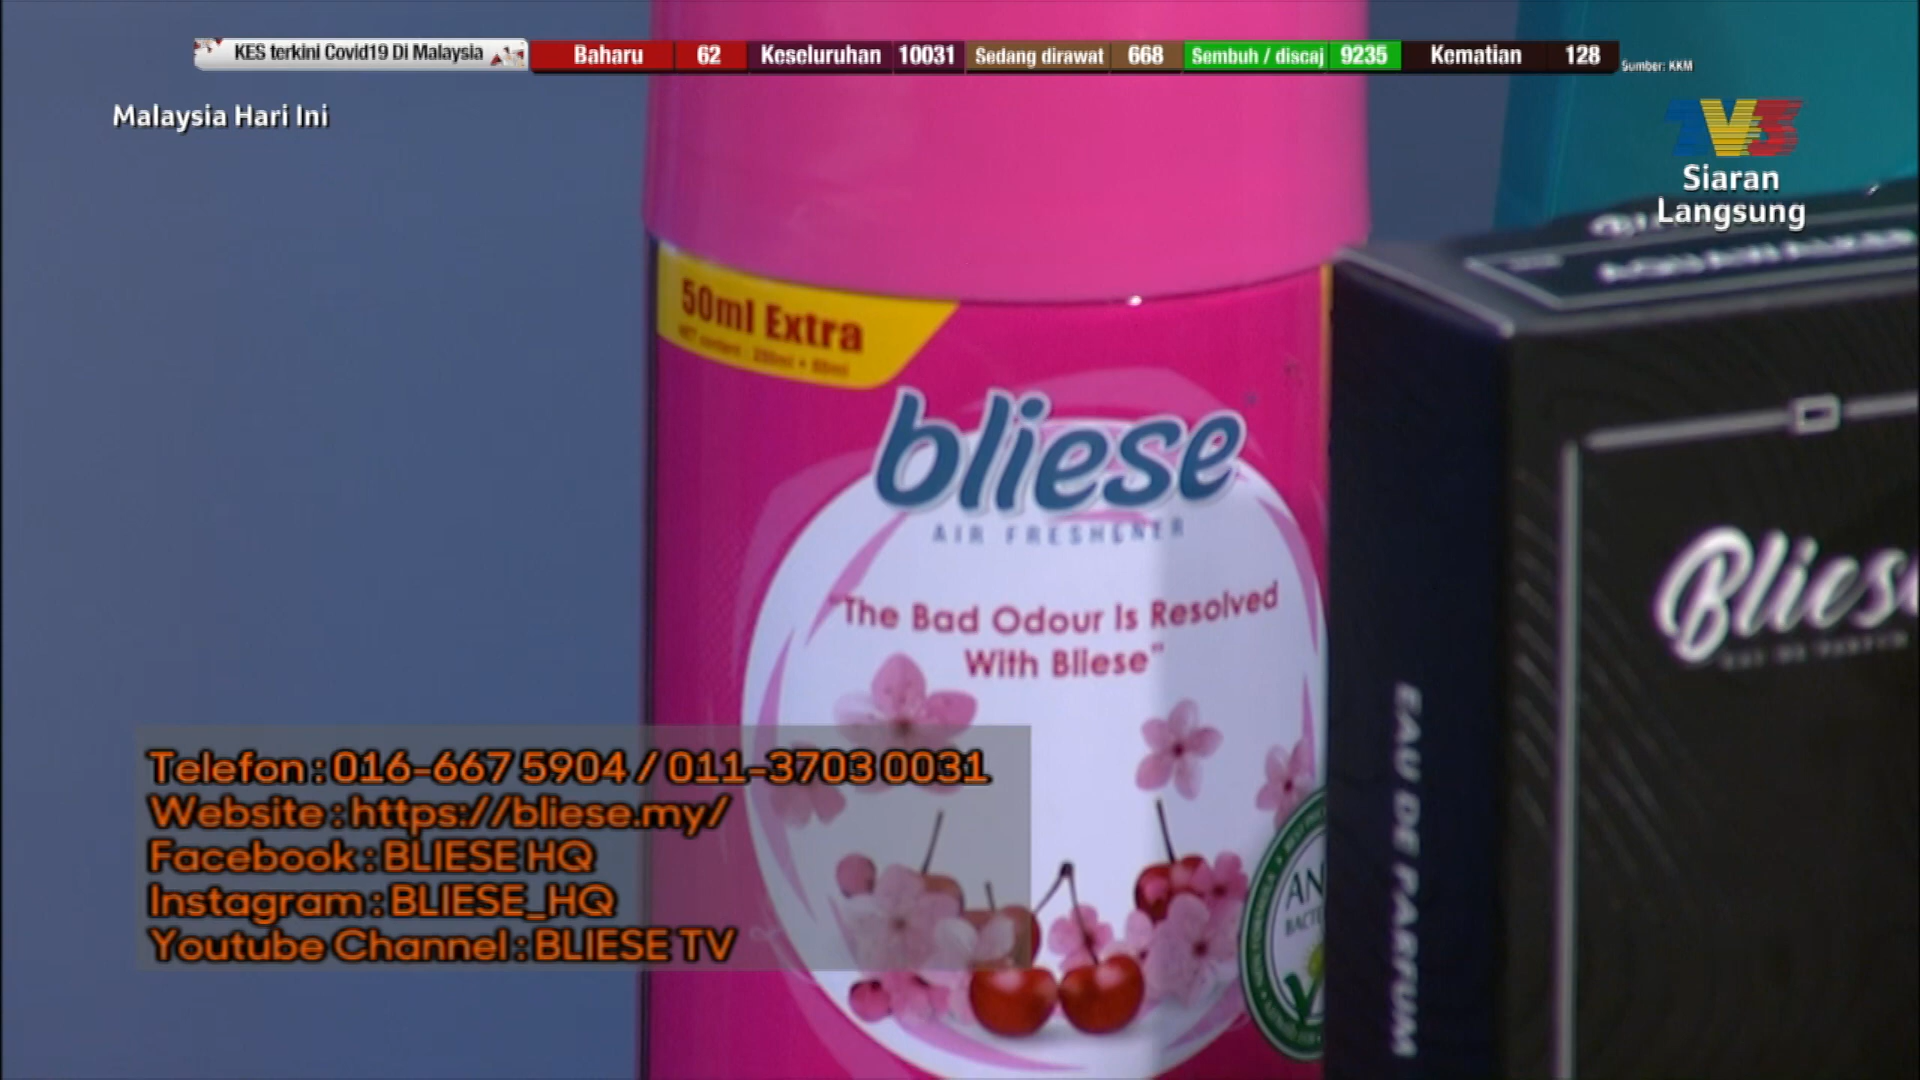 KES terkini Covid19 Di Malaysia Baharu 62 Keseluruhan 10031 Sedang dirawat 668 Sembuh / discaj 9235 Kematian 128
Sumber: KKM
Malaysia Hari Ini
TV3
Siaran
Langsung
50ml Extra
bliese
AIR FRESHENER
"The Bad Odour Is Resolved
With Bliese"
Bliese
EAU DE PARFUM
Telefon : 016-667 5904 / 011-3703 0031
Website : https://bliese.my/
Facebook : BLIESE HQ
Instagram : BLIESE_HQ
Youtube Channel : BLIESE TV